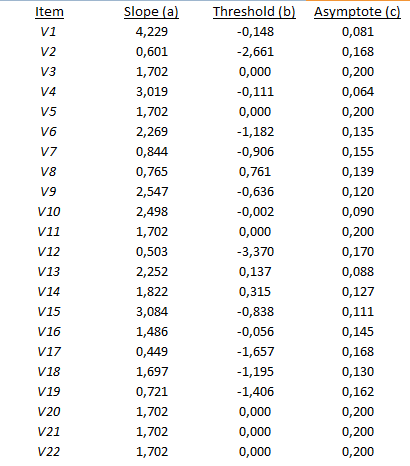 Item Slope (a) Threshold (b) Asymptote (c)
V1 4,229 -0,148 0,081
V2 0,601 -2,661 0,168
V3 1,702 0,000 0,200
V4 3,019 -0,111 0,064
V5 1,702 0,000 0,200
V6 2,269 -1,182 0,135
V7 0,844 -0,906 0,155
V8 0,765 0,761 0,139
V9 2,547 -0,636 0,120
V10 2,498 -0,002 0,090
V11 1,702 0,000 0,200
V12 0,503 -3,370 0,170
V13 2,252 0,137 0,088
V14 1,822 0,315 0,127
V15 3,084 -0,838 0,111
V16 1,486 -0,056 0,145
V17 0,449 -1,657 0,168
V18 1,697 -1,195 0,130
V19 0,721 -1,406 0,162
V20 1,702 0,000 0,200
V21 1,702 0,000 0,200
V22 1,702 0,000 0,200